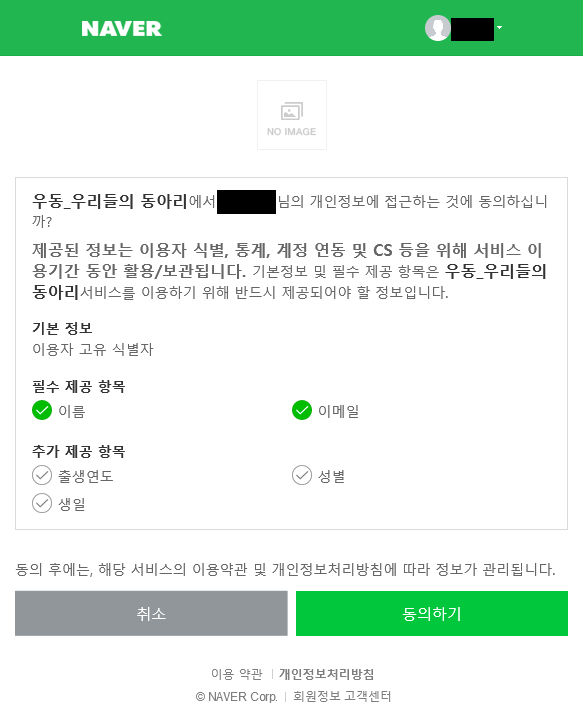 NAVER
NO IMAGE
우동_우리들의 동아리에서 님의 개인정보에 접근하는 것에 동의하십니
까?
제공된 정보는 이용자 식별, 통계, 계정 연동 및 CS 등을 위해 서비스 이
용기간 동안 활용/보관됩니다. 기본정보 및 필수 제공 항목은 우동_우리들의
동아리서비스를 이용하기 위해 반드시 제공되어야 할 정보입니다.
기본 정보
이용자 고유 식별자
필수 제공 항목
이름 이메일
추가 제공 항목
출생연도 성별
생일
동의 후에는, 해당 서비스의 이용약관 및 개인정보처리방침에 따라 정보가 관리됩니다.
취소 동의하기
이용 약관 | 개인정보처리방침
© NAVER Corp. | 회원정보 고객센터